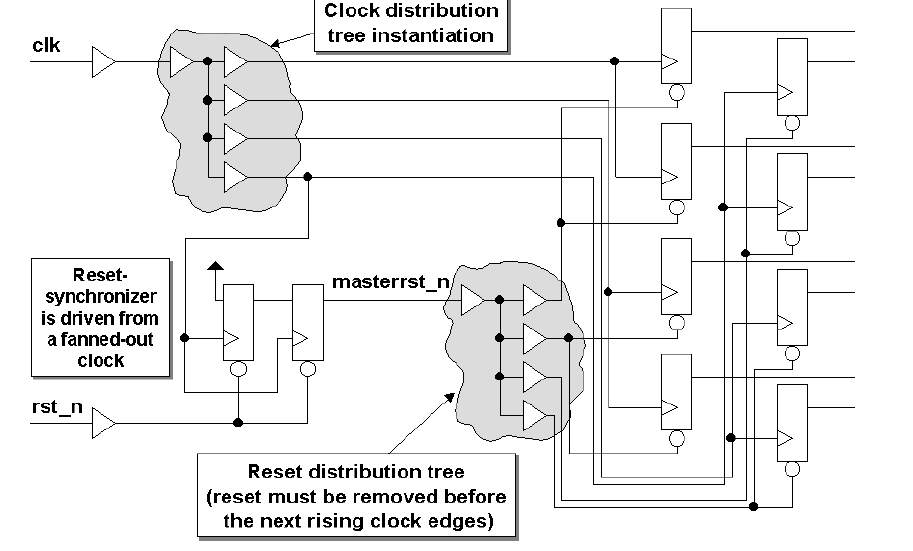 Clock distribution
tree instantiation
clk
Reset-
synchronizer
is driven from
a fanned-out
clock
masterrst_n
rst_n
Reset distribution tree
(reset must be removed before
the next rising clock edges)